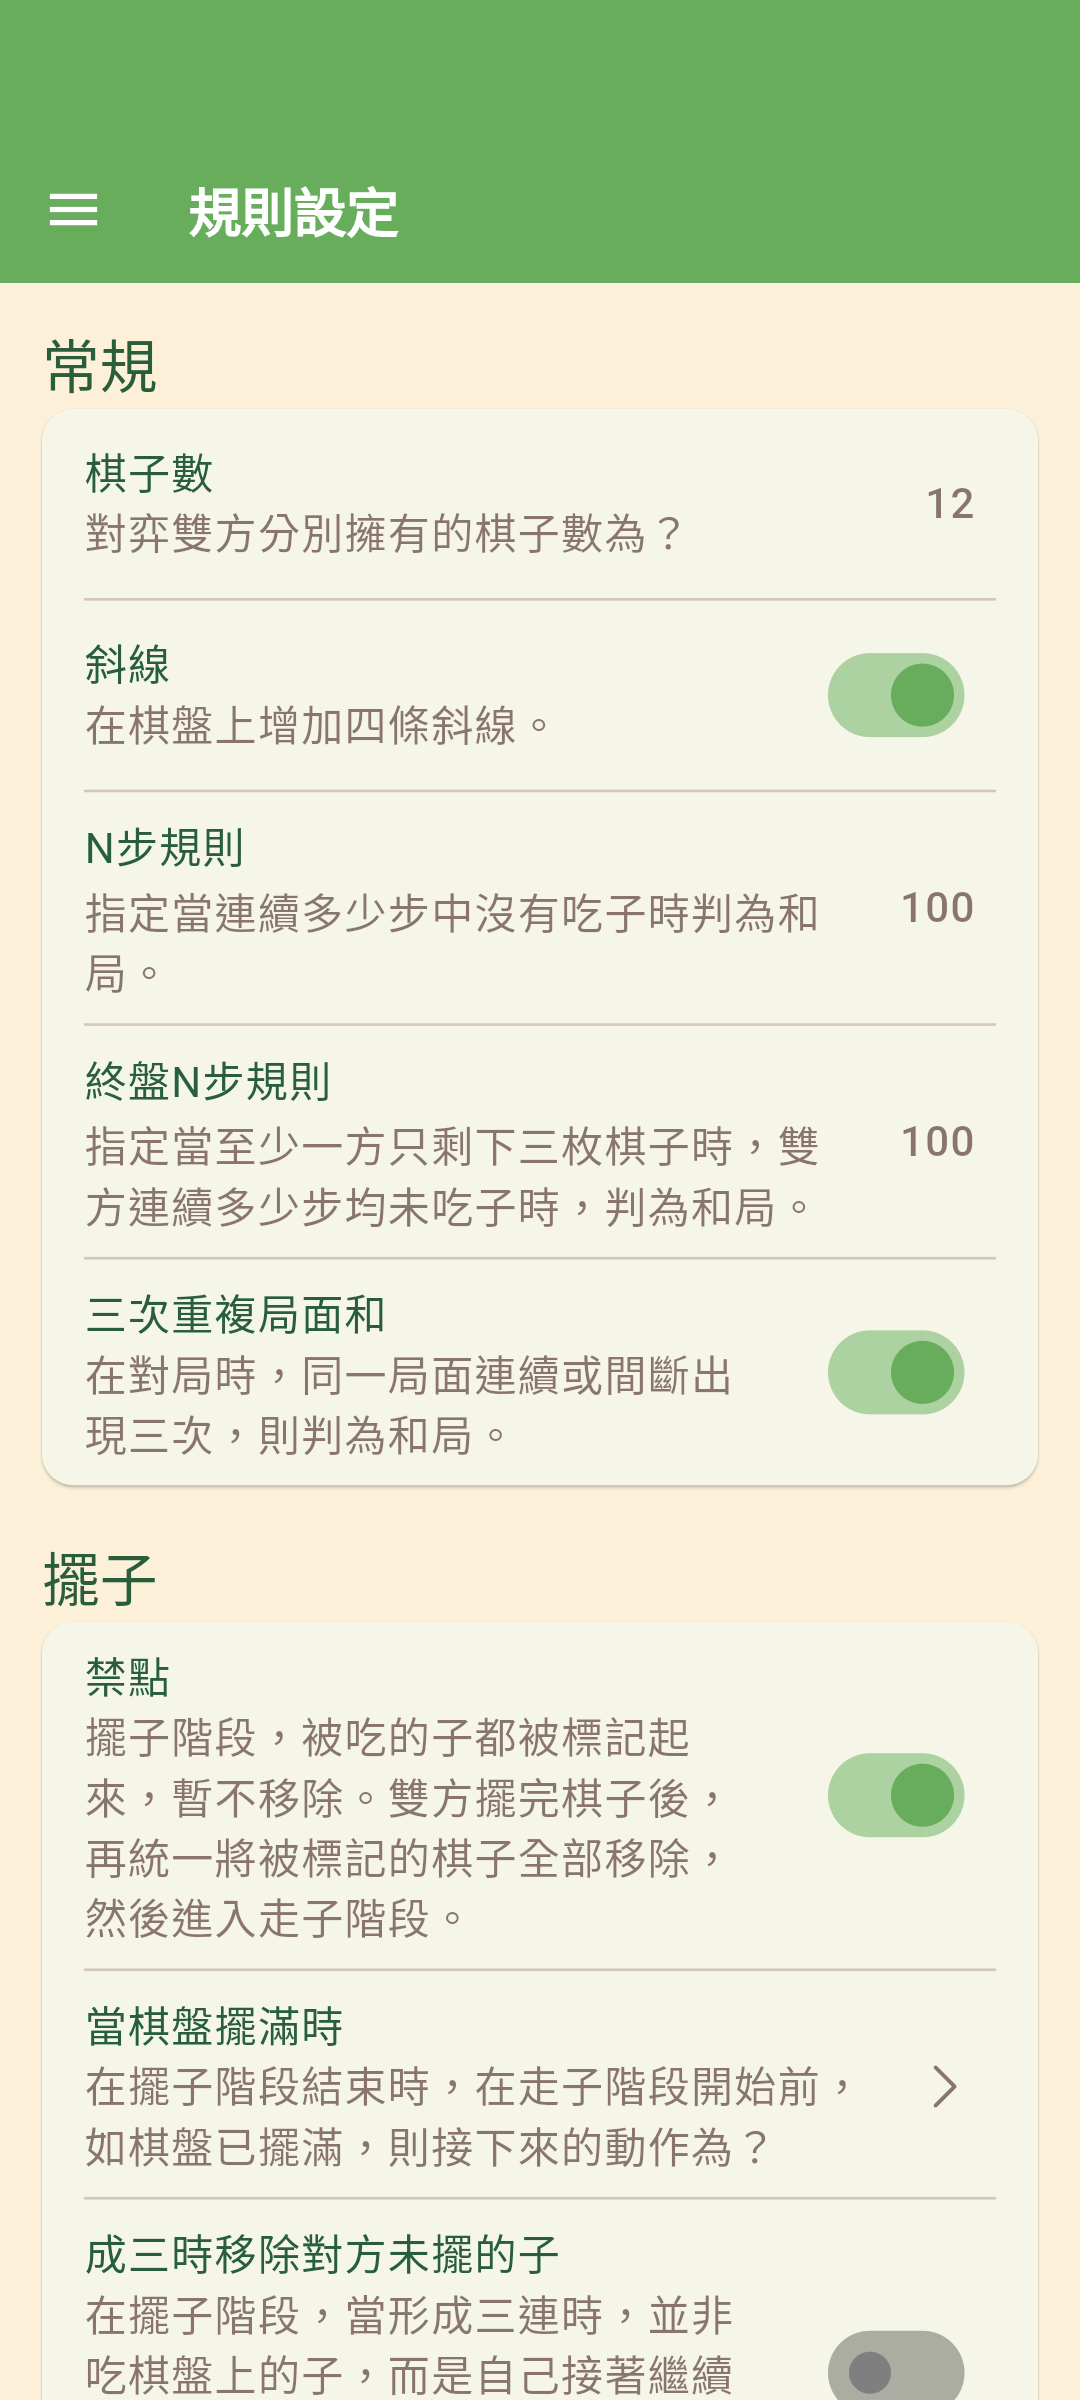 規則設定
常規
棋子數
對弈雙方分別擁有的棋子數為？
12
斜線
在棋盤上增加四條斜線。
N步規則
指定當連續多少步中沒有吃子時判為和
局。
100
終盤N步規則
指定當至少一方只剩下三枚棋子時，雙
方連續多少步均未吃子時，判為和局。
100
三次重複局面和
在對局時，同一局面連續或間斷出
現三次，則判為和局。
擺子
禁點
擺子階段，被吃的子都被標記起
來，暫不移除。雙方擺完棋子後，
再統一將被標記的棋子全部移除，
然後進入走子階段。
當棋盤擺滿時
在擺子階段結束時，在走子階段開始前，
如棋盤已擺滿，則接下來的動作為？
成三時移除對方未擺的子
在擺子階段，當形成三連時，並非
吃棋盤上的子，而是自己接著繼續